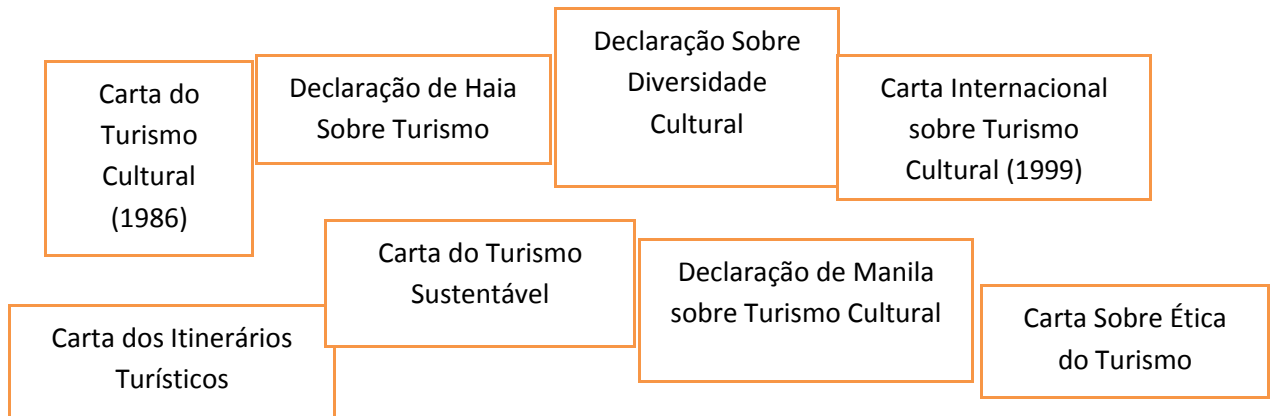 Carta do
Turismo
Cultural
(1986)
Declaração de Haia
Sobre Turismo
Declaração Sobre
Diversidade
Cultural
Carta Internacional
sobre Turismo
Cultural (1999)
Carta dos Itinerários
Turísticos
Carta do Turismo
Sustentável
Declaração de Manila
sobre Turismo Cultural
Carta Sobre Ética
do Turismo